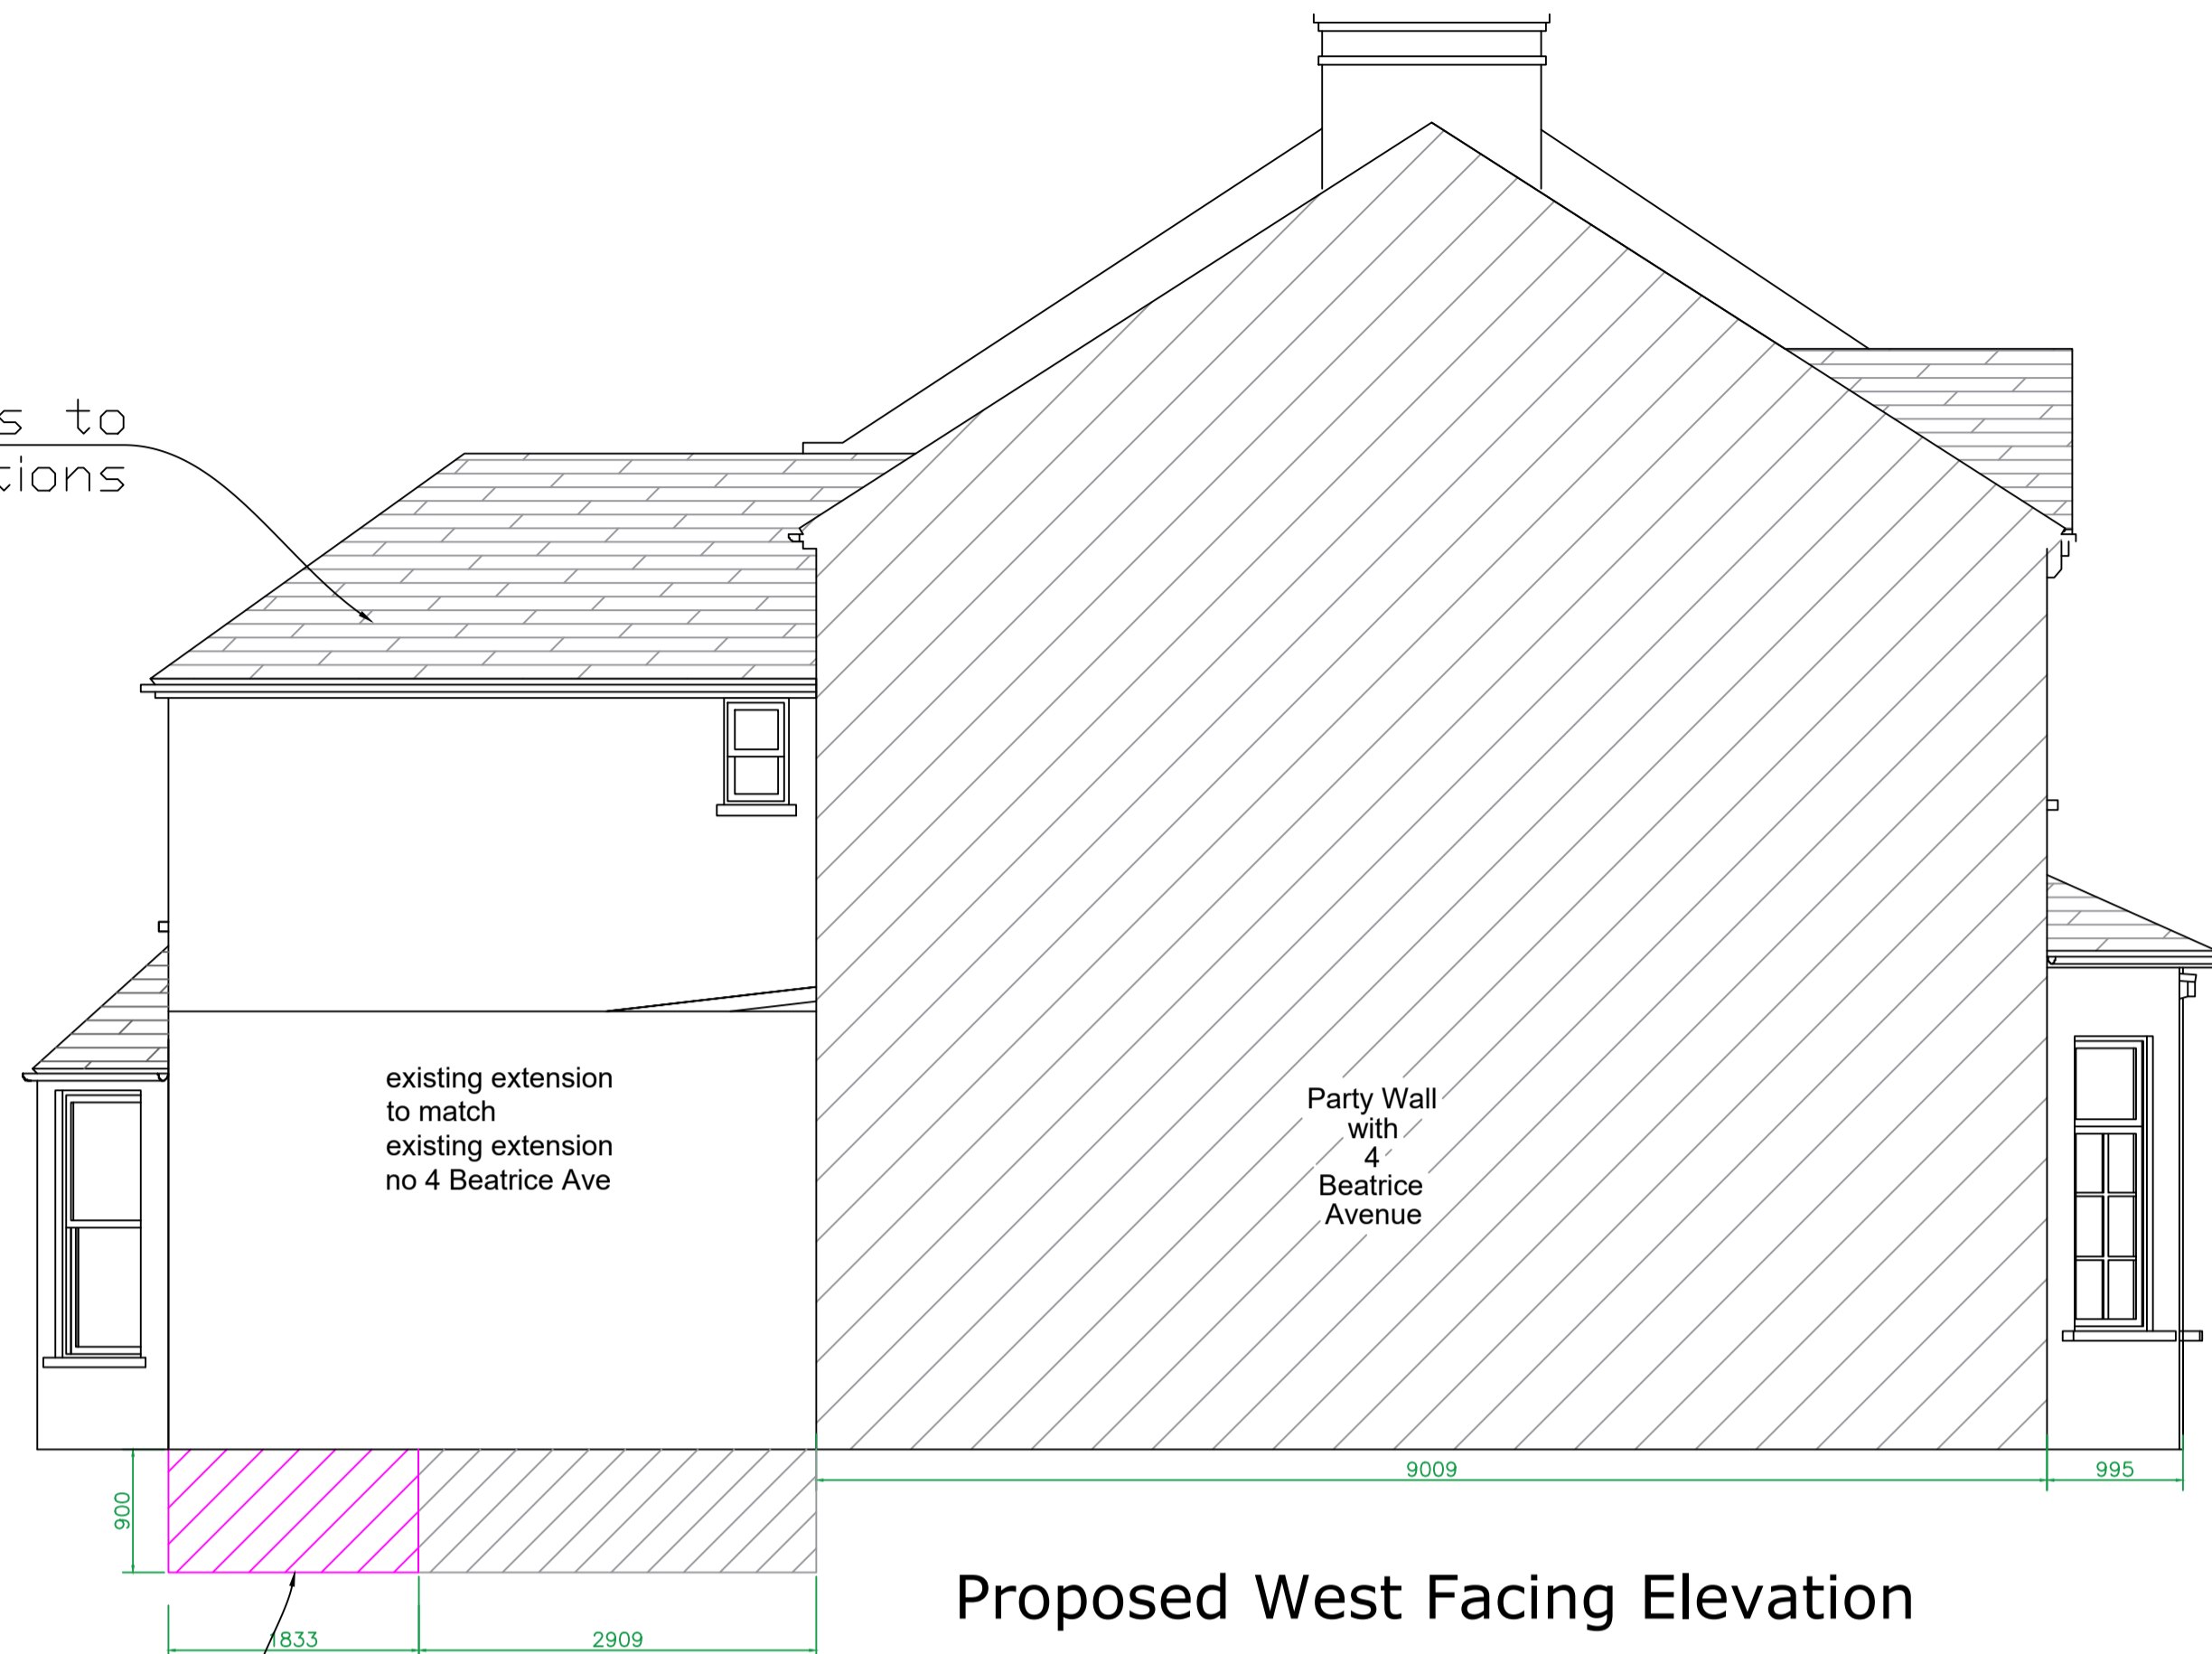 to
existing extension
to match
existing extension
no 4 Beatrice Ave
Party Wall
with
4
Beatrice
Avenue
900
9009
995
1833
2909
Proposed West Facing Elevation